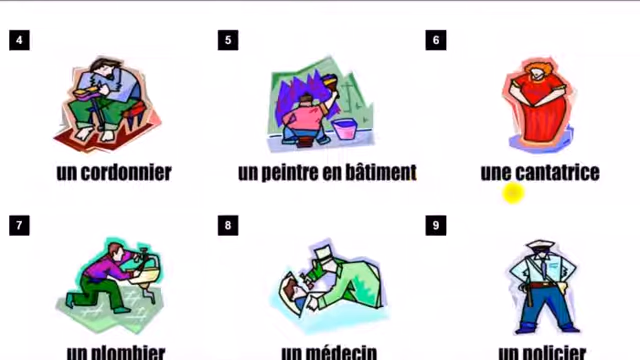 4 5 6
un cordonnier un peintre en bâtiment une cantatrice
7 8 9
un plombier un médecin un policier